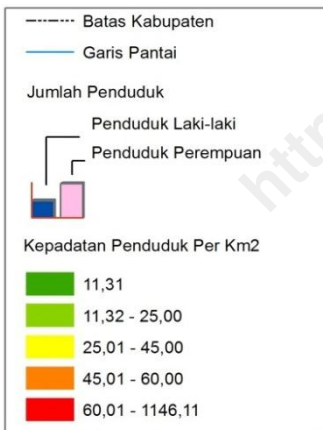 Batas Kabupaten
Garis Pantai
Jumlah Penduduk
Penduduk Laki-laki
Penduduk Perempuan
Kepadatan Penduduk Per Km2
11,31
11,32 - 25,00
25,01 - 45,00
45,01 - 60,00
60,01 - 1146,11
http